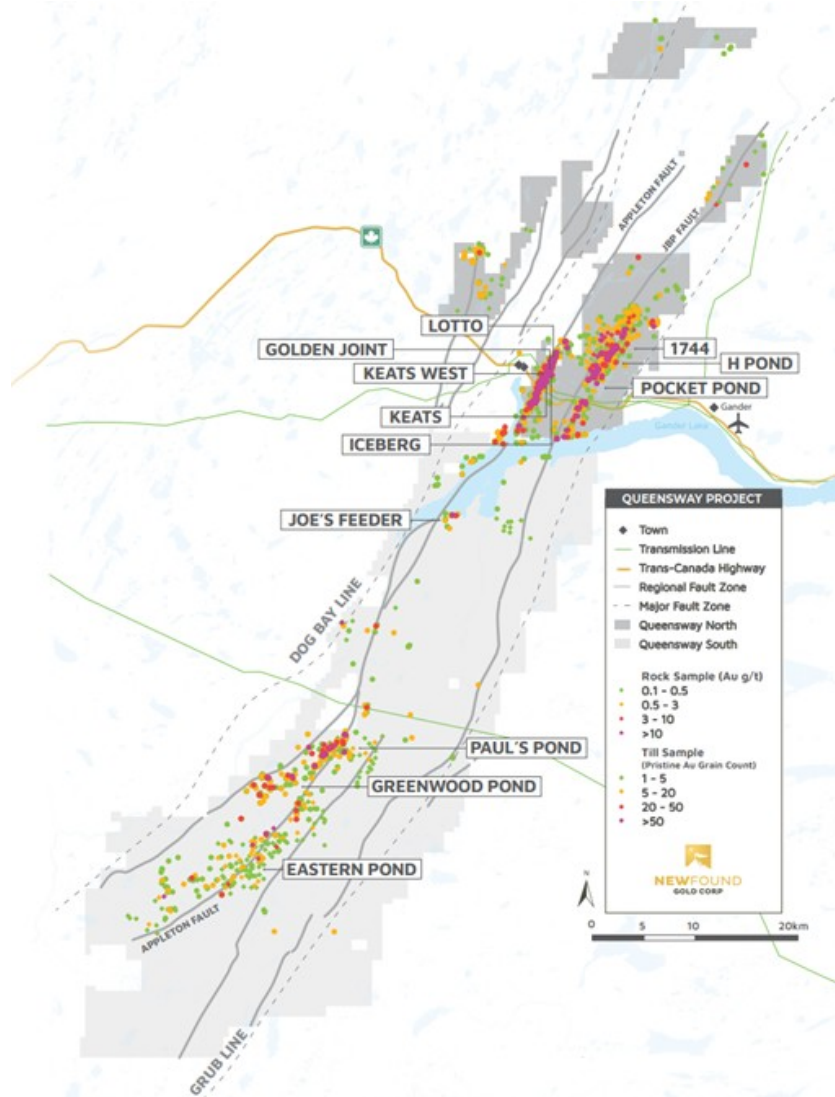 APPLETON FAULT
JBP FAULT
LOTTO
GOLDEN JOINT
1744
KEATS WEST
H POND
POCKET POND
KEATS
Gander
Gander Lake
ICEBERG
JOE'S FEEDER
DOG BAY LINE
PAUL'S POND
GREENWOOD POND
EASTERN POND
APPLETON FAULT
GRUB LINE
QUEENSWAY PROJECT
Town
Transmission Line
Trans-Canada Highway
Regional Fault Zone
Major Fault Zone
Queensway North
Queensway South
Rock Sample (Au g/t)
0.1 - 0.5
0.5 - 3
3 - 10
>10
Till Sample
(Pristine Au Grain Count)
1 - 5
5 - 20
20 - 50
>50
NEWFOUND
GOLD CORP
N
0 5 10 20km